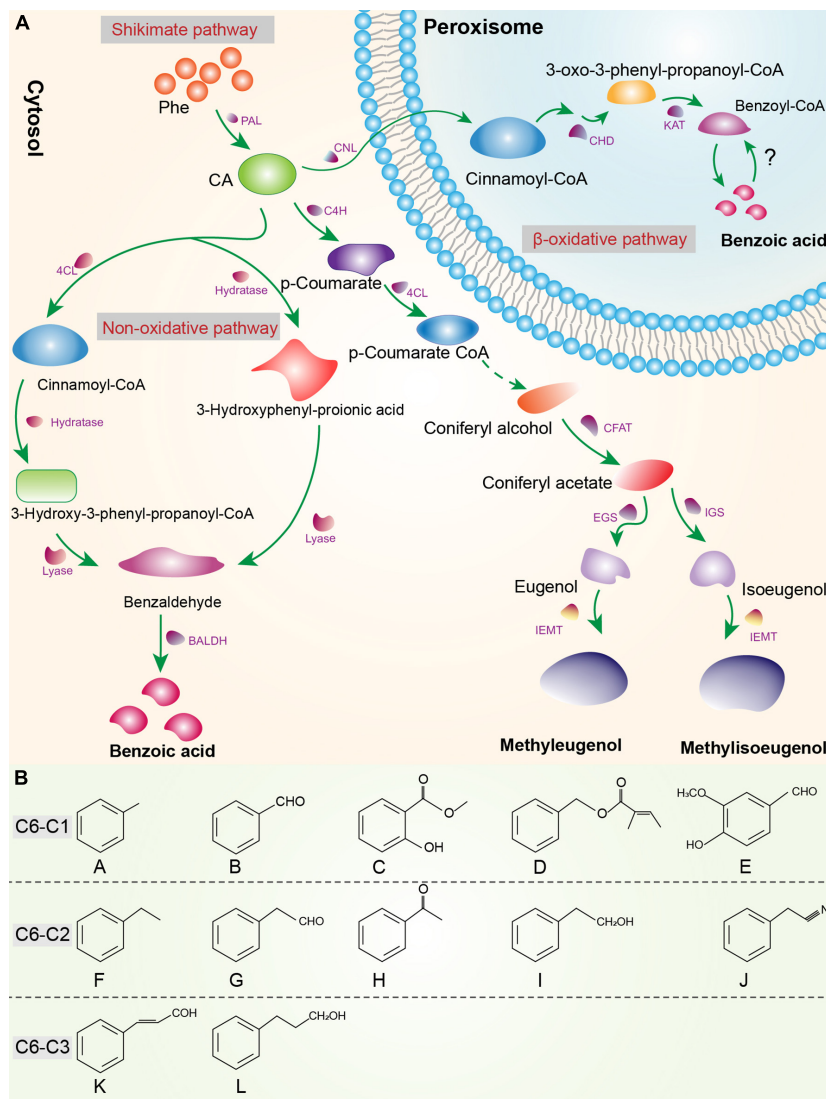 A
Shikimate pathway
Peroxisome
Cytosol
Phe
PAL
3-oxo-3-phenyl-propanoyl-CoA
Benzoyl-CoA
CNL
CHD
KAT
CA
Cinnamoyl-CoA
?
C4H
β-oxidative pathway
Benzoic acid
4CL
Hydratase
p-Coumarate
4CL
Non-oxidative pathway
p-Coumarate CoA
Cinnamoyl-CoA
3-Hydroxyphenyl-proionic acid
Hydratase
Coniferyl alcohol
CFAT
Coniferyl acetate
3-Hydroxy-3-phenyl-propanoyl-CoA
EGS
IGS
Lyase
Lyase
Eugenol
Isoeugenol
Benzaldehyde
IEMT
IEMT
BALDH
Benzoic acid
Methyleugenol
Methylisoeugenol
B
C6-C1
CHO
O
O
OH
O
O
H₃CO
CHO
HO
A
B
C
D
E
C6-C2
CHO
O
CH₂OH
N
F
G
H
I
J
C6-C3
COH
CH₂OH
K
L